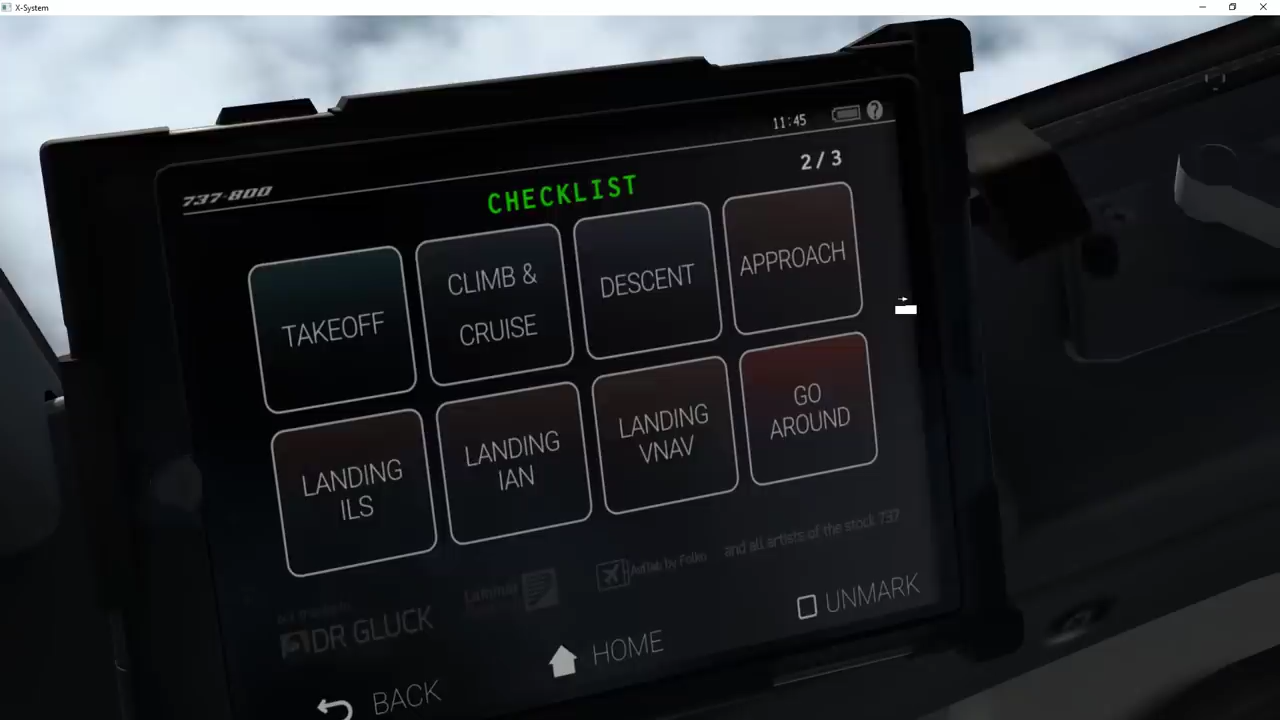 X-System
11:45
?
737-800
2/3
CHECKLIST
TAKEOFF
CLIMB &
CRUISE
DESCENT
APPROACH
LANDING
ILS
LANDING
IAN
LANDING
VNAV
GO
AROUND
and all artists of the stock 737
DR GLUCK
UNMARK
HOME
BACK